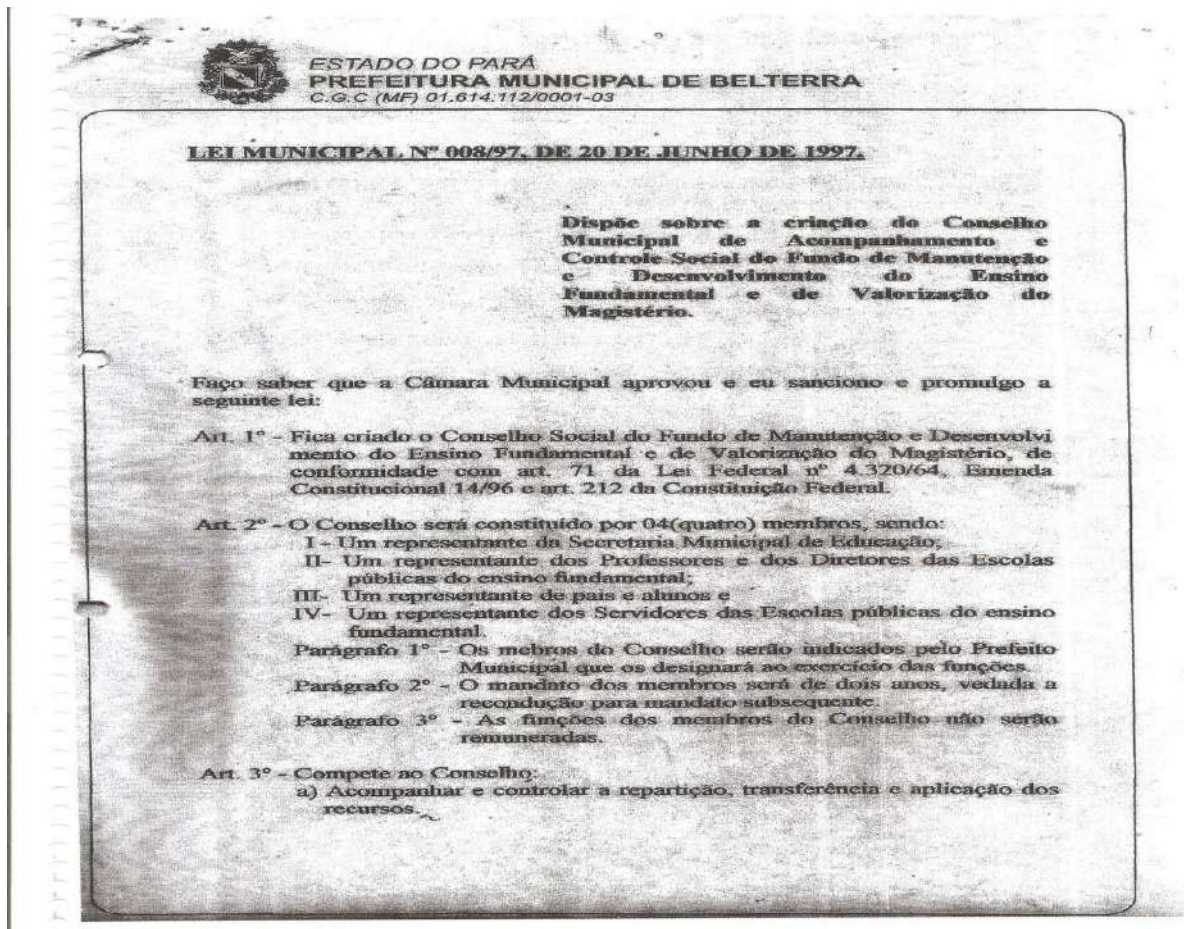 ESTADO DO PARÁ
PREFEITURA MUNICIPAL DE BELTERRA
C.G.C (MF) 01.614.112/0001-03
LEI MUNICIPAL Nº 008/97, DE 20 DE JUNHO DE 1997.
Dispõe sobre a criação do Conselho
Municipal de Acompanhamento e
Controle Social do Fundo de Manutenção
e Desenvolvimento do Ensino
Fundamental e de Valorização do
Magistério.
Faço saber que a Câmara Municipal aprovou e eu sanciono e promulgo a
seguinte lei:
Art. 1º - Fica criado o Conselho Social do Fundo de Manutenção e Desenvolvi
mento do Ensino Fundamental e de Valorização do Magistério, de
conformidade com art. 71 da Lei Federal nº 4.320/64, Emenda
Constitucional 14/96 e art. 212 da Constituição Federal.
Art. 2º - O Conselho será constituído por 04(quatro) membros, sendo:
I - Um representante da Secretaria Municipal de Educação;
II- Um representante dos Professores e dos Diretores das Escolas
públicas do ensino fundamental;
III- Um representante de pais e alunos e
IV- Um representante dos Servidores das Escolas públicas do ensino
fundamental.
Parágrafo 1º - Os mebros do Conselho serão indicados pelo Prefeito
Municipal que os designará ao exercício das funções.
Parágrafo 2º - O mandato dos membros será de dois anos, vedada a
recondução para mandato subsequente.
Parágrafo 3º - As funções dos membros do Conselho não serão
remuneradas.
Art. 3º - Compete ao Conselho:
a) Acompanhar e controlar a repartição, transferência e aplicação dos
recursos.